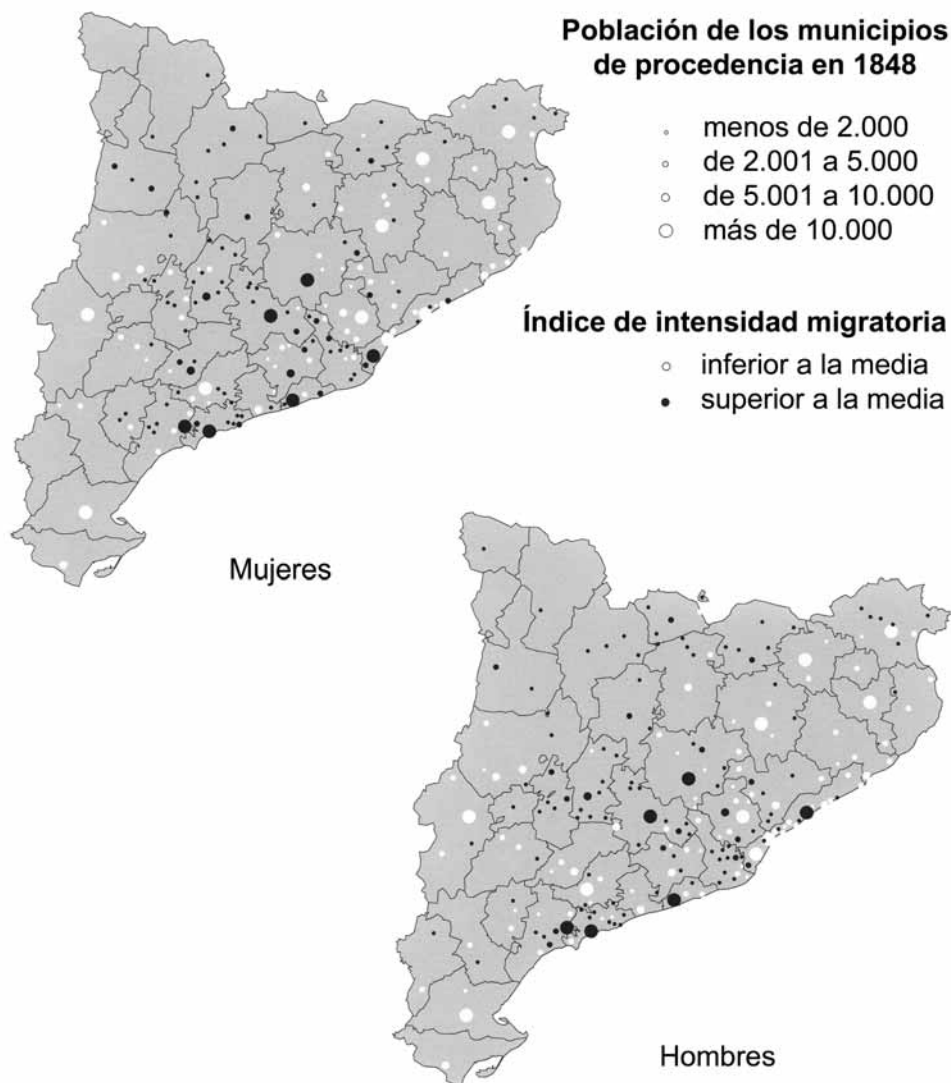 Población de los municipios
de procedencia en 1848
menos de 2.000
de 2.001 a 5.000
de 5.001 a 10.000
más de 10.000
Índice de intensidad migratoria
inferior a la media
superior a la media
Mujeres
Hombres